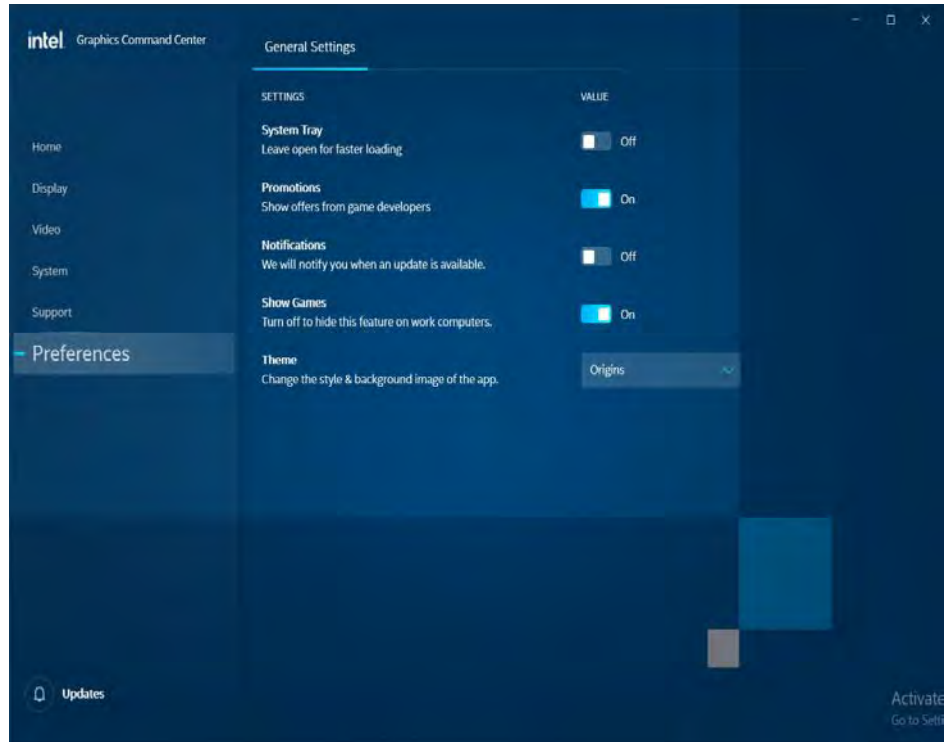 intel. Graphics Command Center
General Settings
SETTINGS VALUE
System Tray
Leave open for faster loading
Off
Promotions
Show offers from game developers
On
Notifications
We will notify you when an update is available.
Off
Show Games
Turn off to hide this feature on work computers.
On
Theme
Change the style & background image of the app.
Origins
Home
Display
Video
System
Support
Preferences
Updates
Activate
Go to Setti